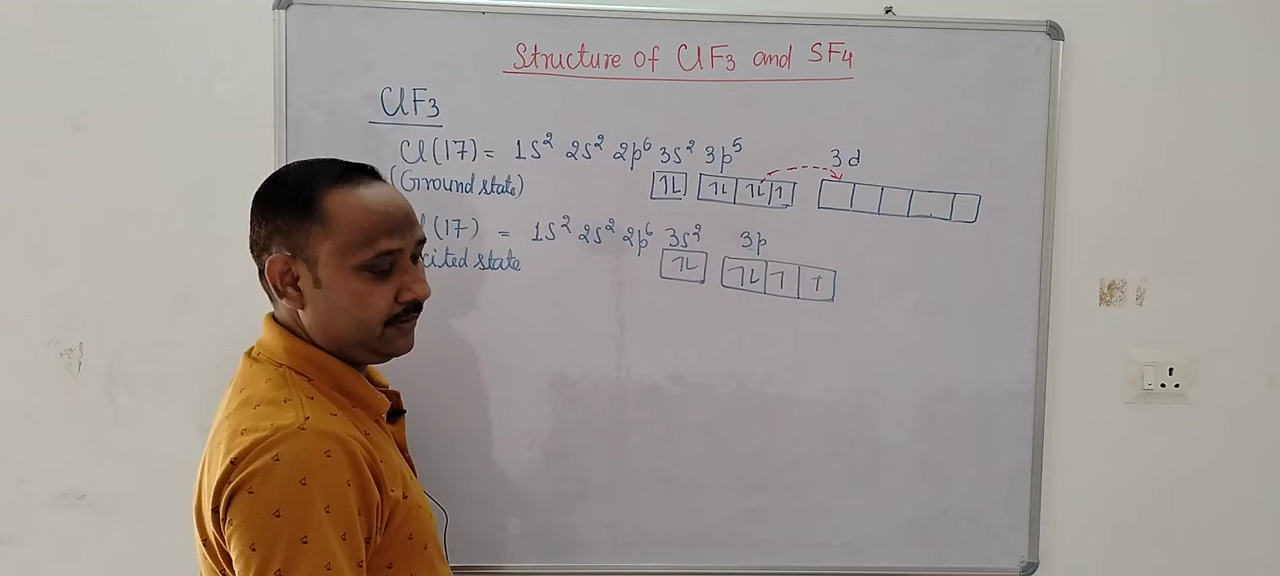 Structure of ClF3 and SF4
ClF3
Cl(17) = 1s² 2s² 2p⁶ 3s² 3p⁵ 3d
(Ground state)
(17) = 1s² 2s² 2p⁶ 3s² 3p
cited state